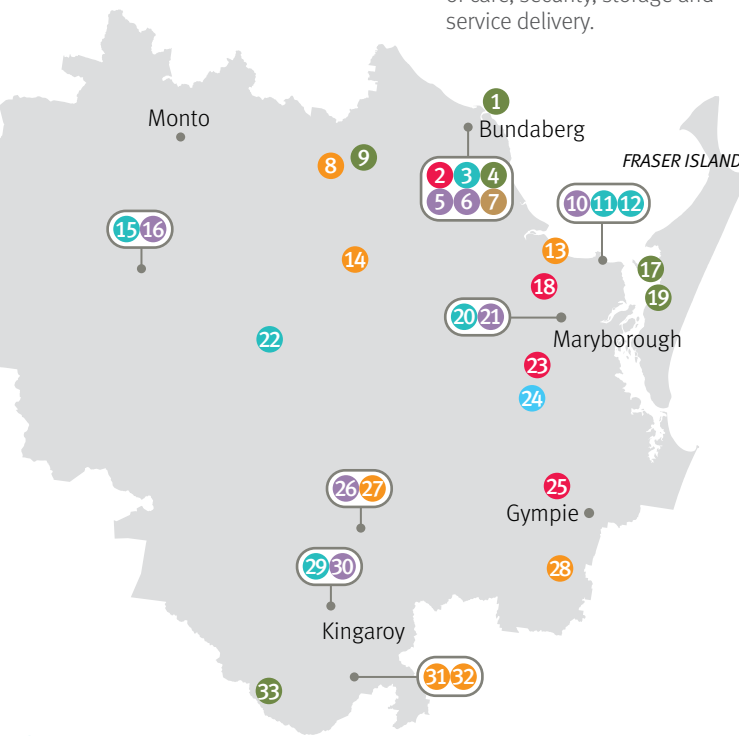 of care, security, storage and
service delivery.
1
Monto
Bundaberg
8
9
FRASER ISLAND
2 3 4
5 6 7
10 11 12
15 16
13
14
17
18
19
20 21
22
Maryborough
23
24
26 27
25
Gympie
29 30
28
Kingaroy
31 32
33